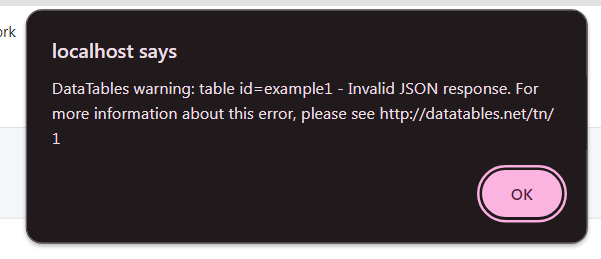 ork
localhost says
DataTables warning: table id=example1 - Invalid JSON response. For
more information about this error, please see http://datatables.net/tn/
1
OK